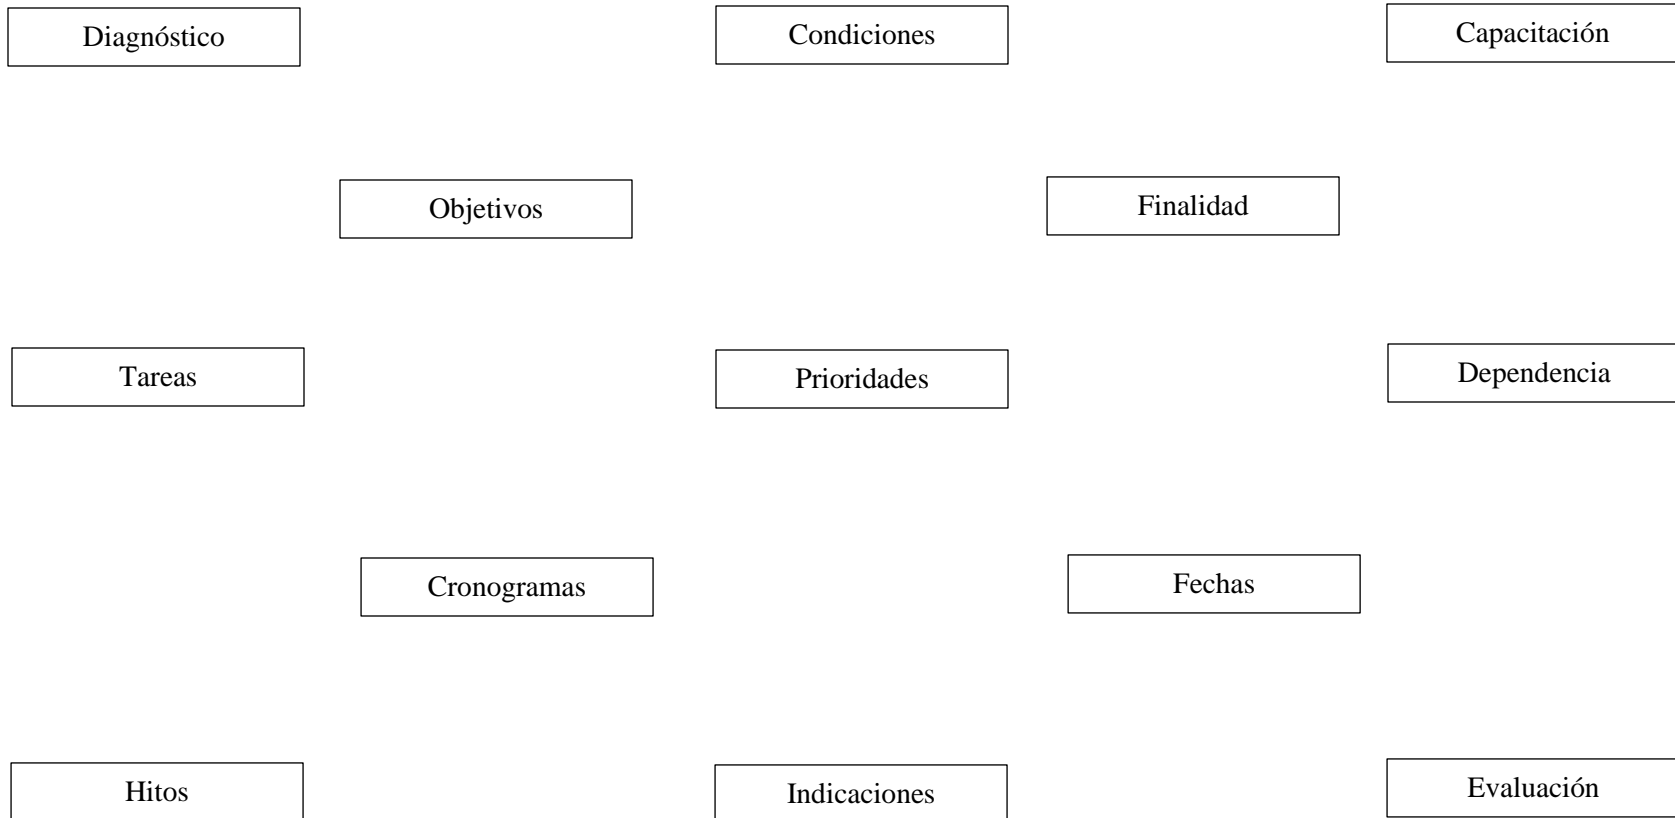 Diagnóstico
Condiciones
Capacitación
Objetivos
Finalidad
Tareas
Prioridades
Dependencia
Cronogramas
Fechas
Hitos
Indicaciones
Evaluación